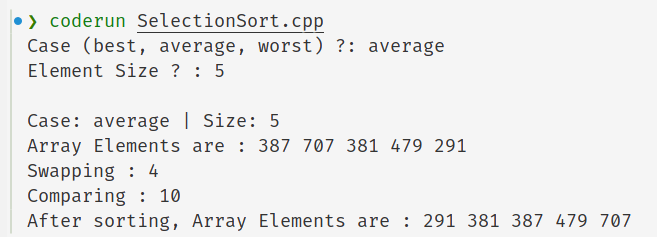 ❯ coderun SelectionSort.cpp
Case (best, average, worst) ?: average
Element Size ? : 5
Case: average | Size: 5
Array Elements are : 387 707 381 479 291
Swapping : 4
Comparing : 10
After sorting, Array Elements are : 291 381 387 479 707